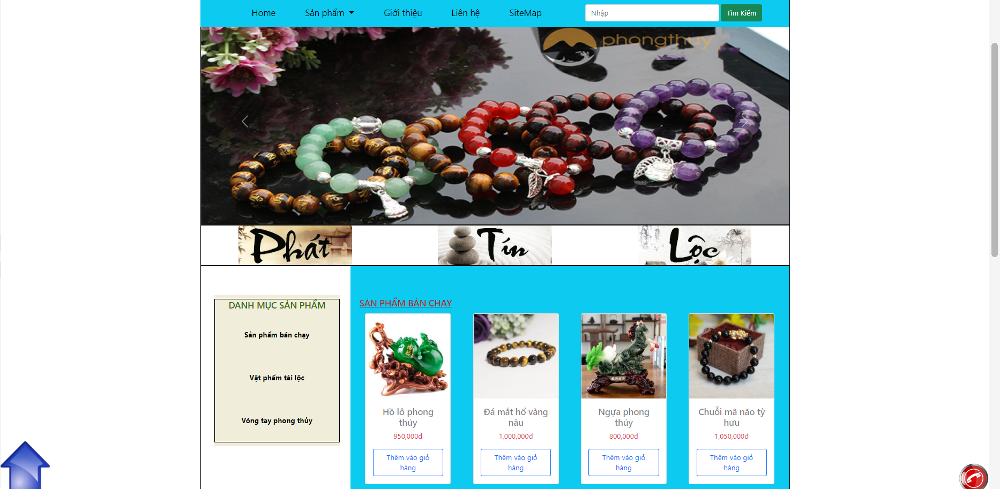 Home Sản phẩm Giới thiệu Liên hệ SiteMap Nhập Tìm Kiếm
phongthuy
Phát Tín Lộc
DANH MỤC SẢN PHẨM
Sản phẩm bán chạy
Vật phẩm tài lộc
Vòng tay phong thủy
SẢN PHẨM BÁN CHẠY
Hồ lô phong
thủy
950,000đ
Thêm vào giỏ
hàng
Đá mắt hổ vàng
nâu
1,000,000đ
Thêm vào giỏ
hàng
Ngựa phong
thủy
800,000đ
Thêm vào giỏ
hàng
Chuỗi mã não tỳ
hưu
1,050,000đ
Thêm vào giỏ
hàng